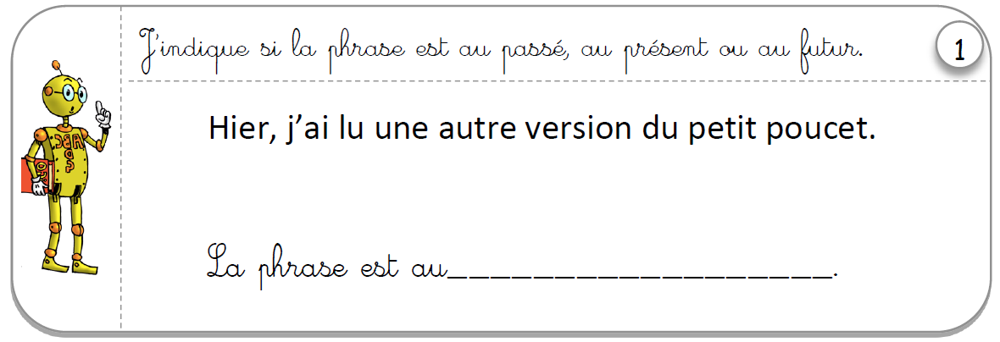 J'indique si la phrase est au passé, au présent ou au futur.
1
Hier, j’ai lu une autre version du petit poucet.
La phrase est au__________________.